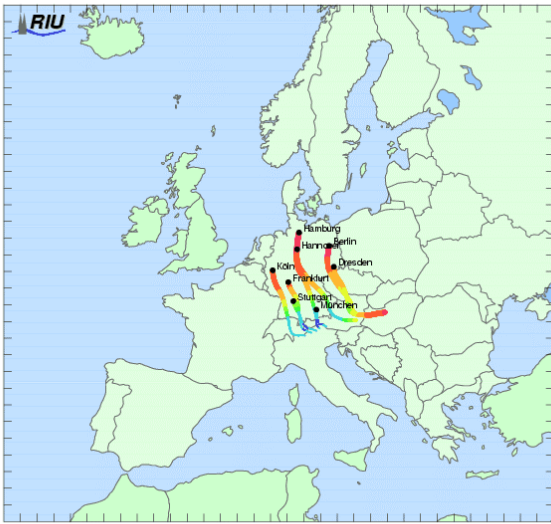 RIU
Hamburg
Hannover
Berlin
Köln
Dresden
Frankfurt
Stuttgart
München